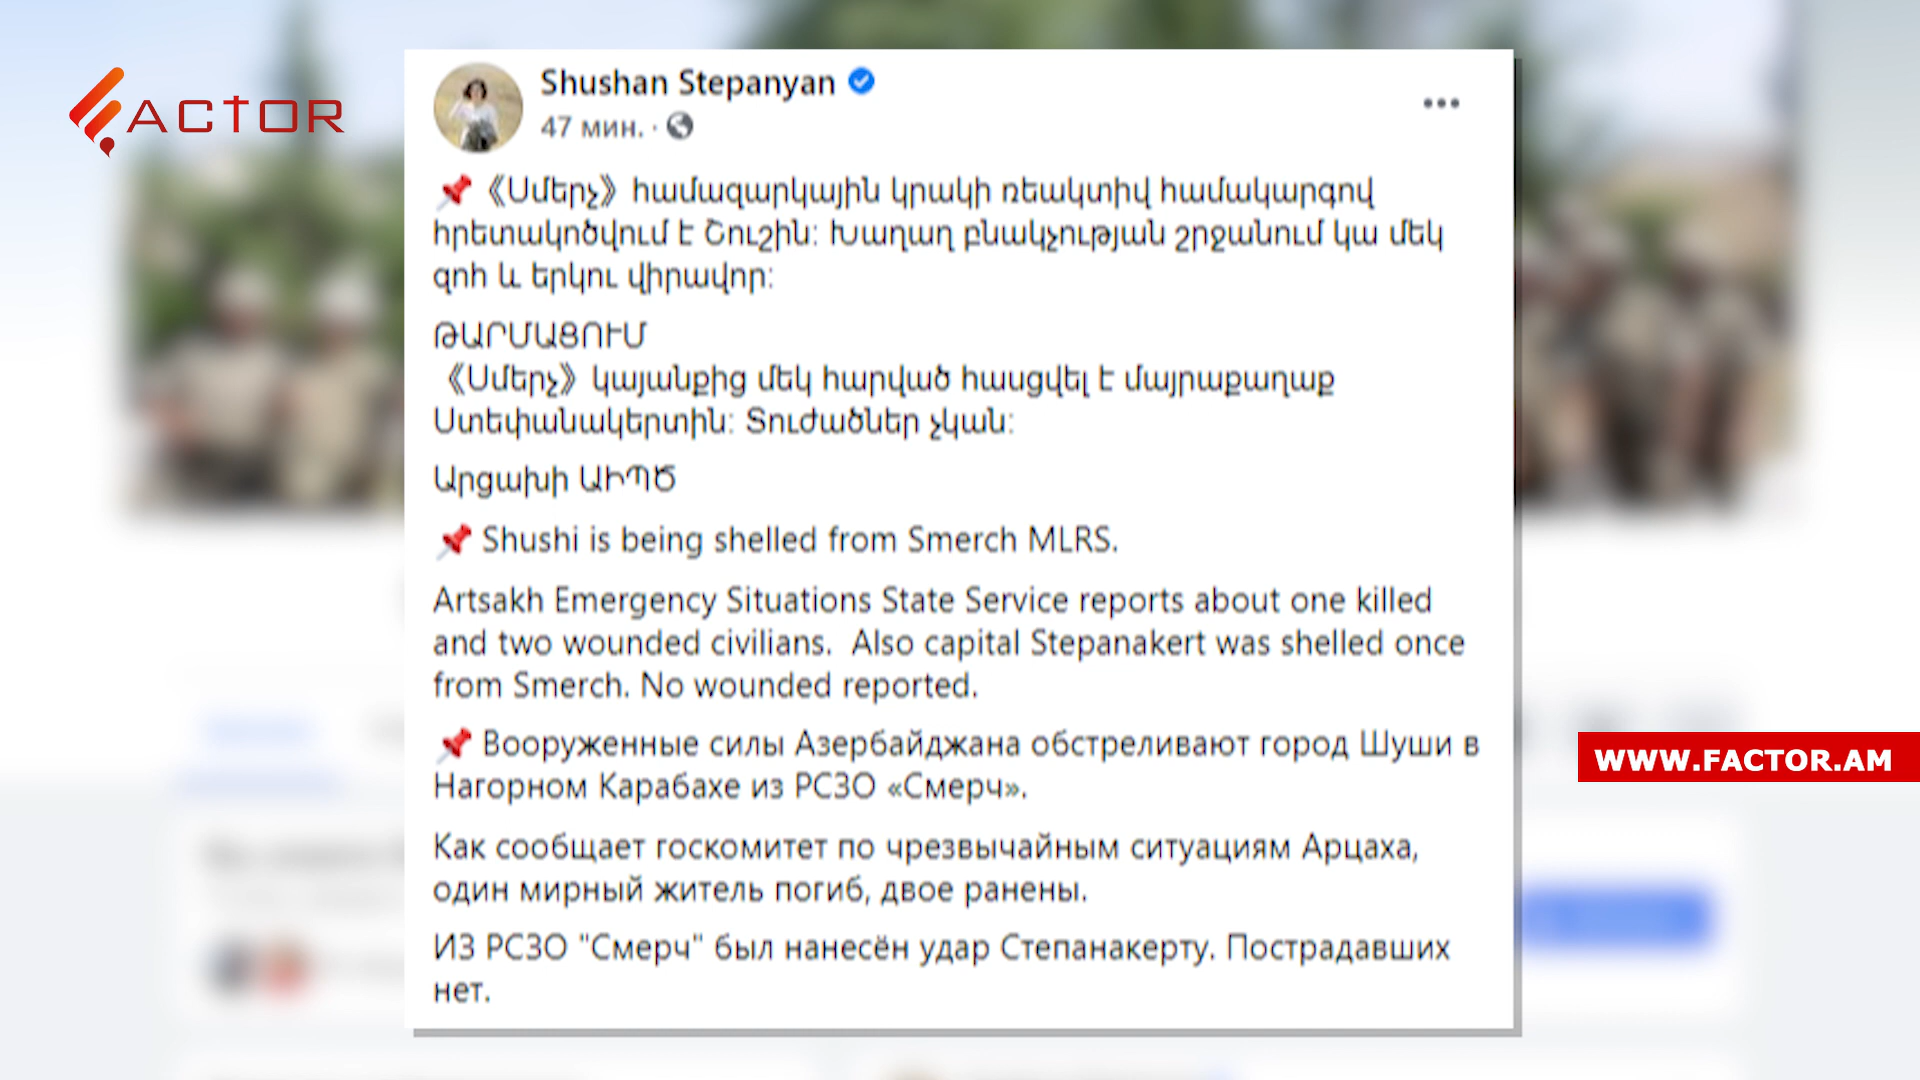 FACTOR
Shushan Stepanyan
47 мин. ·
《Սմերչ》 համազարկային կրակի ռեակտիվ համակարգով
հրետակոծվում է Շուշին: Խաղաղ բնակչության շրջանում կա մեկ
զոհ և երկու վիրավոր:
ԹԱՐՄԱՑՈՒՄ
《Սմերչ》 կայանքից մեկ հարված հասցվել է մայրաքաղաք
Ստեփանակերտին: Տուժածներ չկան:
Արցախի ԱԻՊԾ
Shushi is being shelled from Smerch MLRS.
Artsakh Emergency Situations State Service reports about one killed
and two wounded civilians. Also capital Stepanakert was shelled once
from Smerch. No wounded reported.
Вооруженные силы Азербайджана обстреливают город Шуши в
Нагорном Карабахе из РСЗО «Смерч».
WWW.FACTOR.AM
Как сообщает госкомитет по чрезвычайным ситуациям Арцаха,
один мирный житель погиб, двое ранены.
ИЗ РСЗО "Смерч" был нанесён удар Степанакерту. Пострадавших
нет.